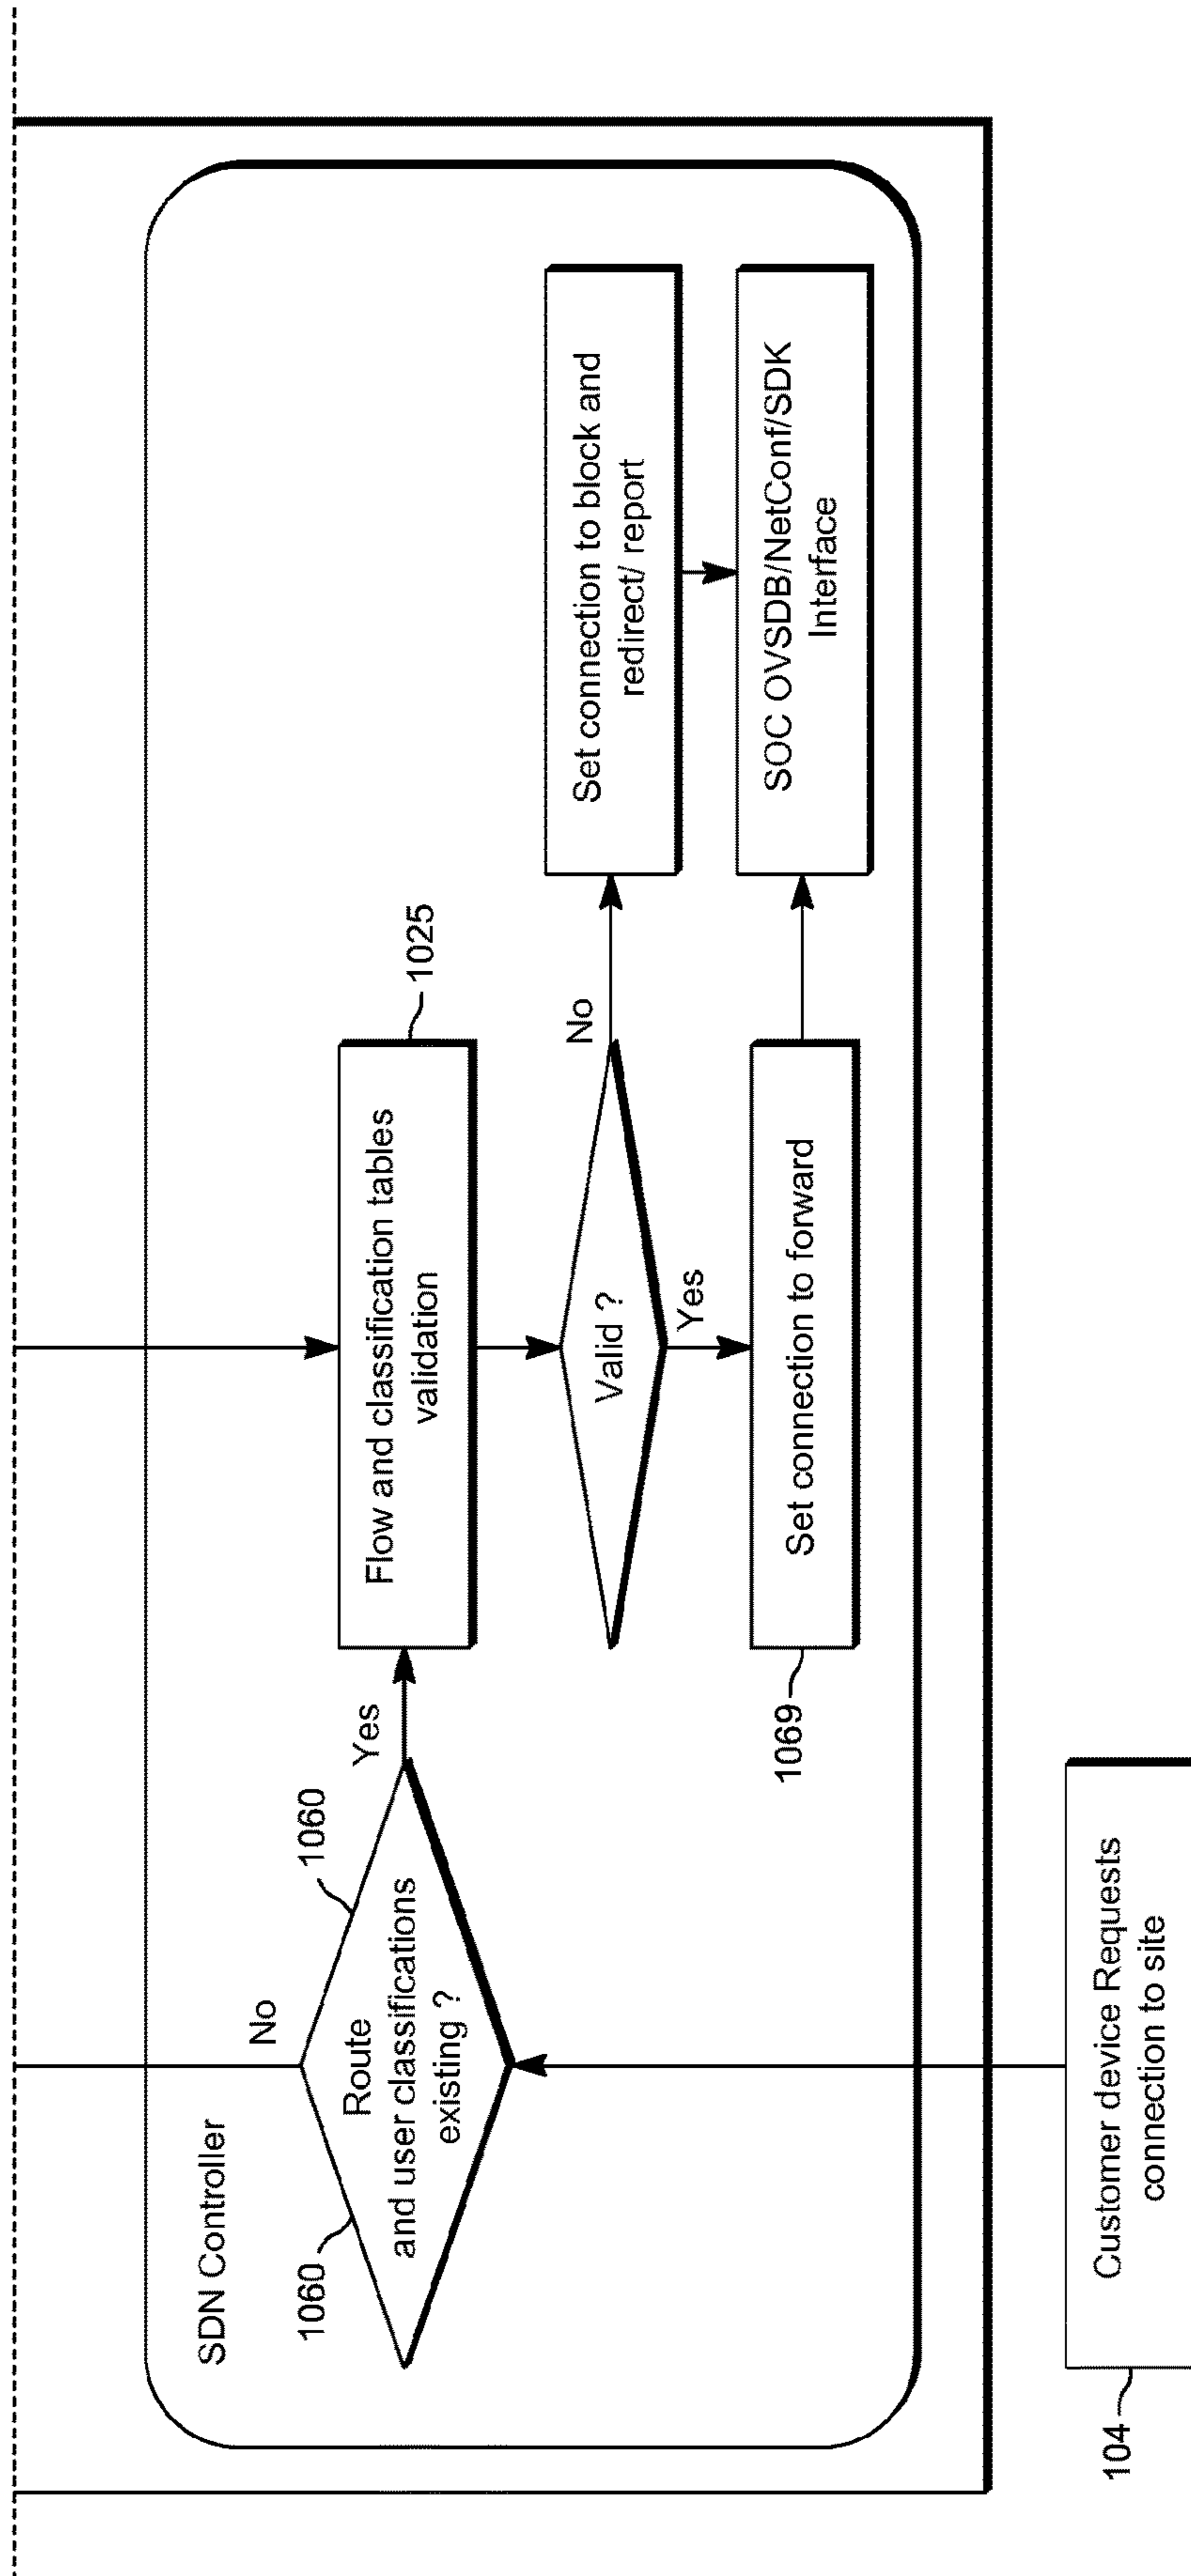 SDN Controller
No
1060
1060
Route
and user classifications
existing ?
Yes
Flow and classification tables
validation
1025
Valid ?
No
Yes
Set connection to block and
redirect/ report
1069
Set connection to forward
SOC OVSDB/NetConf/SDK
Interface
104
Customer device Requests
connection to site